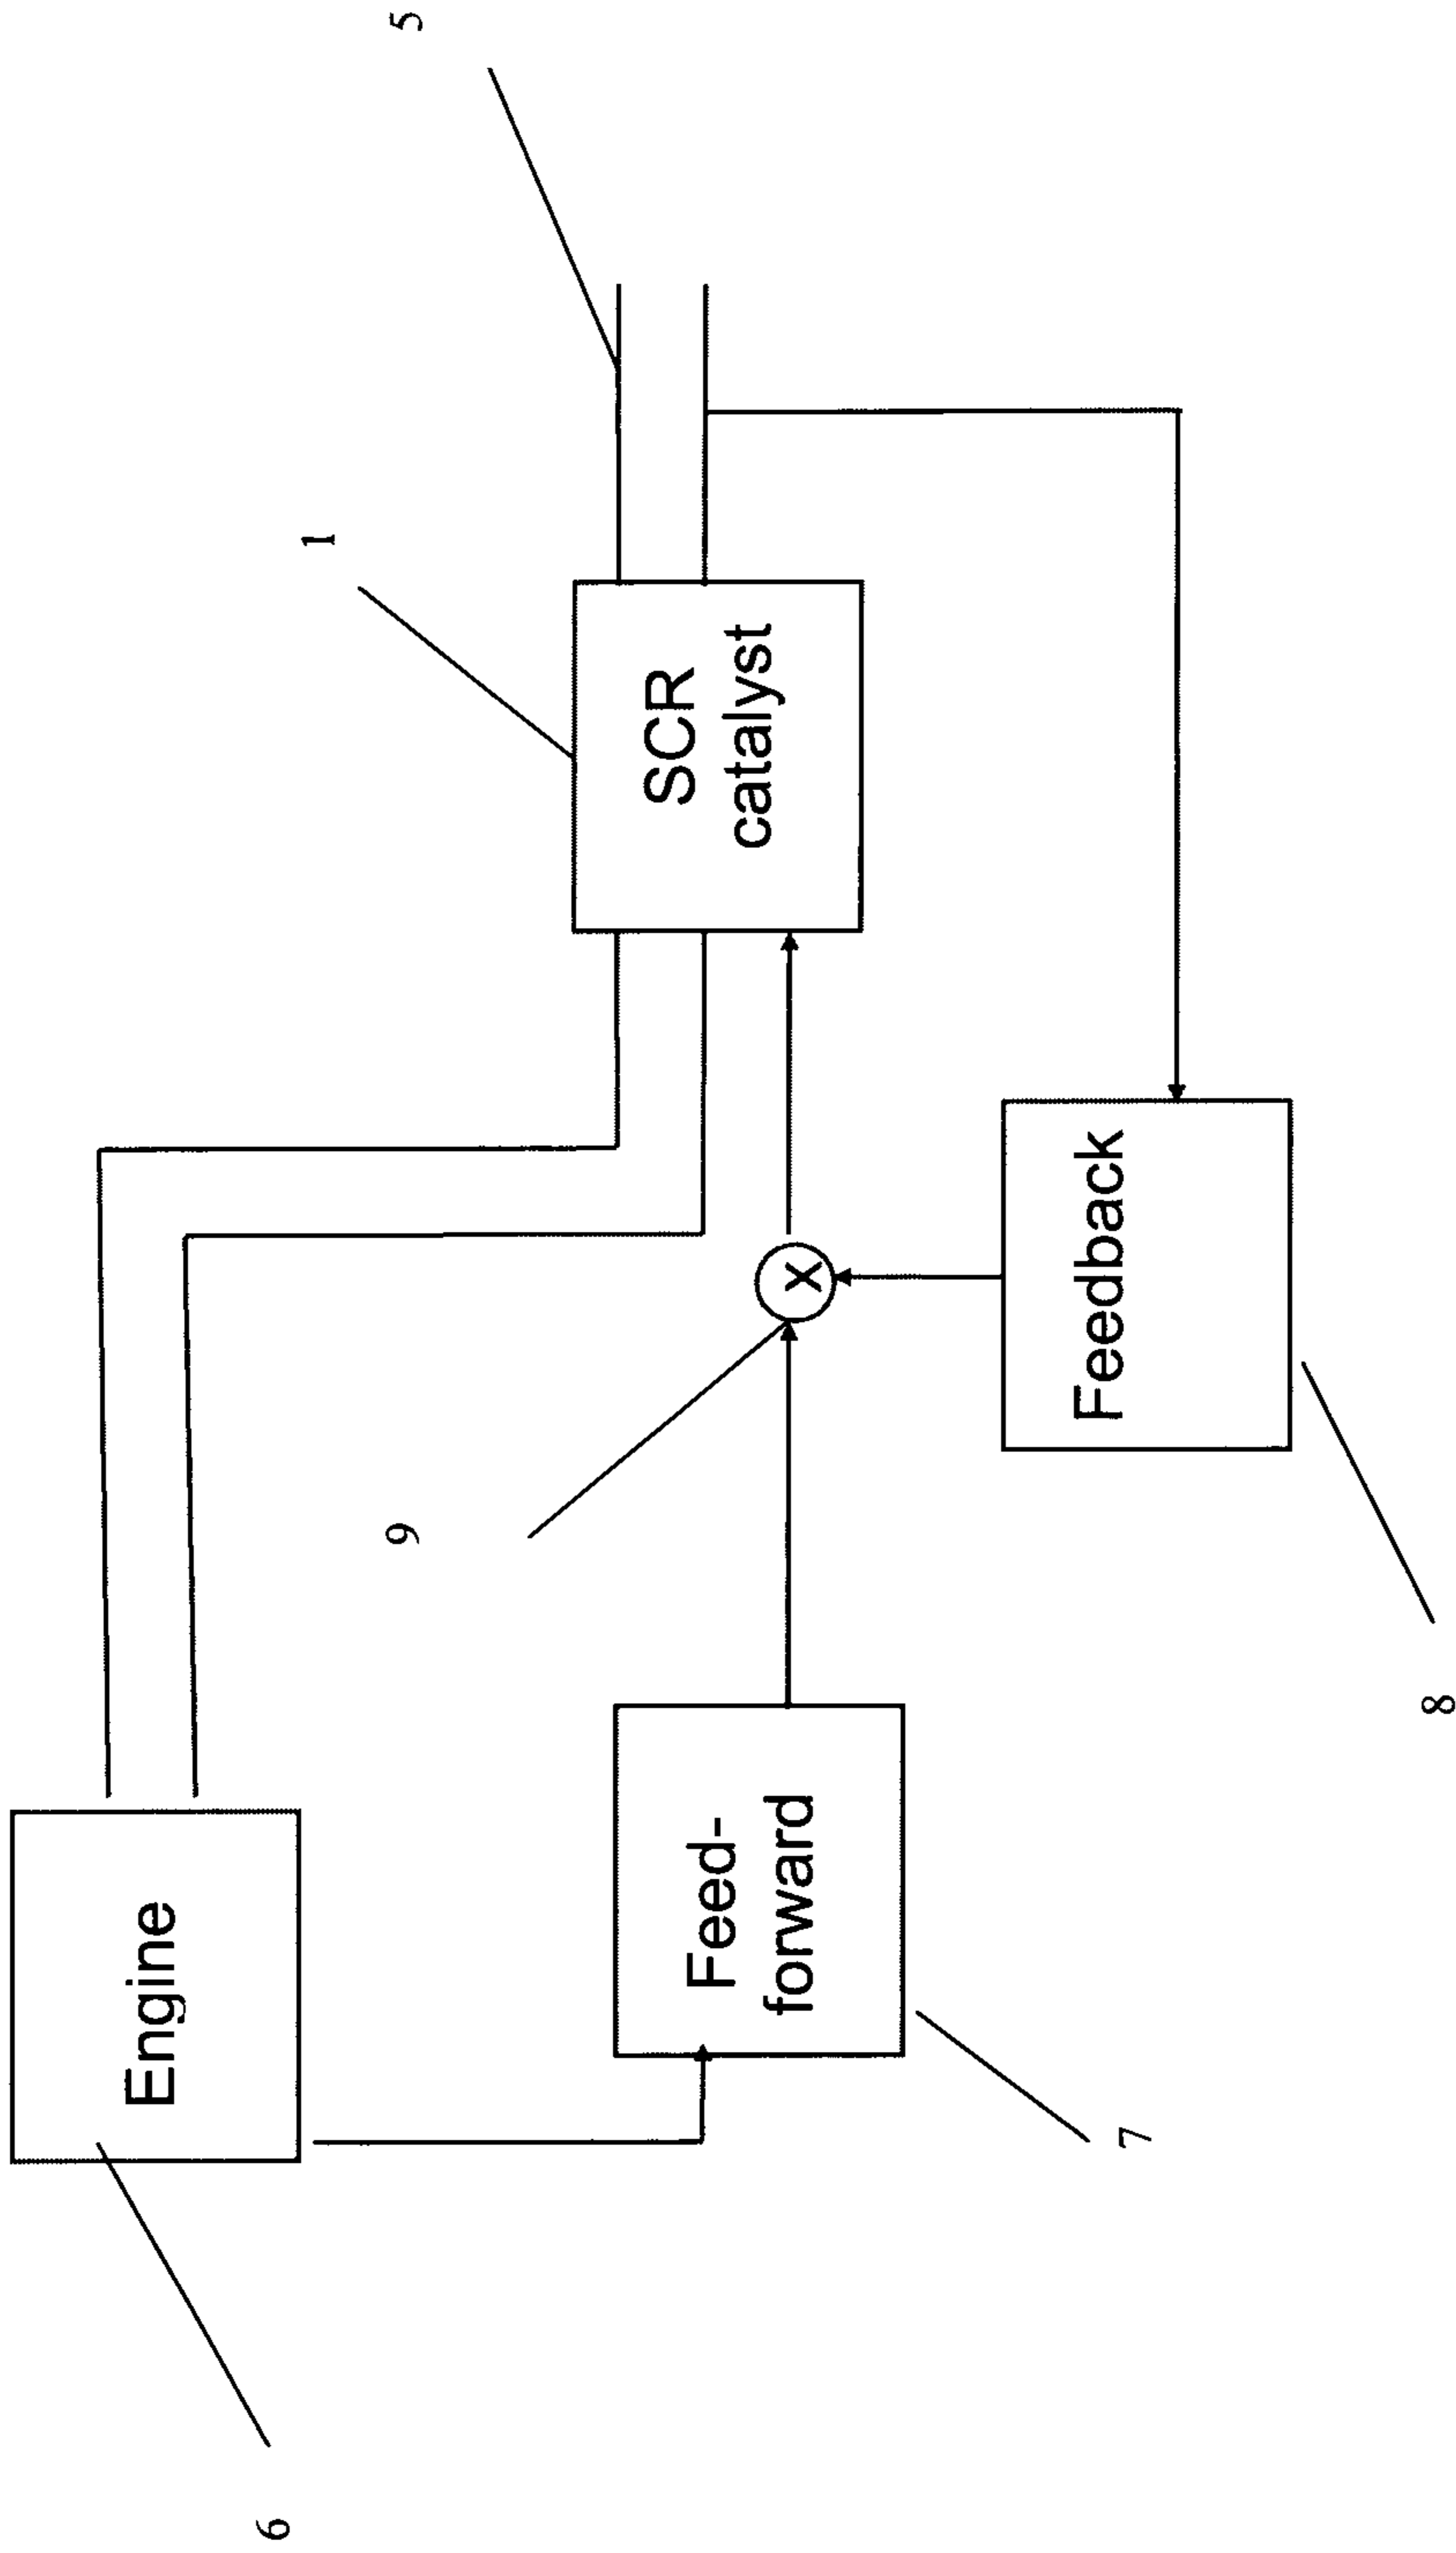 Engine
6
1
9
5
SCR
catalyst
Feed-
forward
X
Feedback
7
8